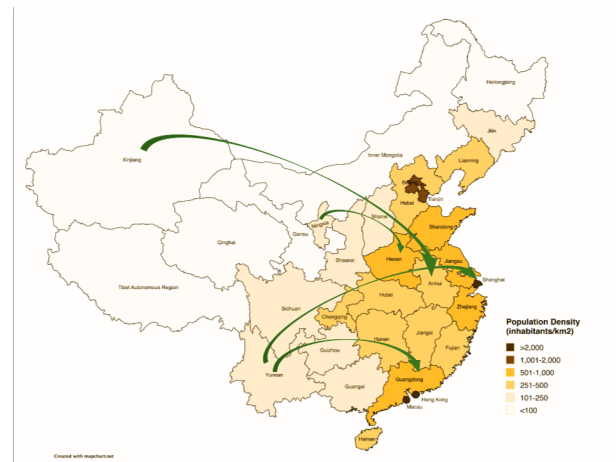 Heilongjiang
Jilin
Xinjiang
Inner Mongolia
Liaoning
Beijing
Tianjin
Hebei
Ningxia
Shanxi
Shandong
Gansu
Qinghai
Shaanxi
Henan
Jiangsu
Anhui
Shanghai
Tibet Autonomous Region
Sichuan
Hubei
Chongqing
Zhejiang
Hunan
Jiangxi
Guizhou
Fujian
Yunnan
Guangxi
Guangdong
Hong Kong
Macau
Hainan
Population Density
(inhabitants/km2)
>2,000
1,001-2,000
501-1,000
251-500
101-250
<100
Created with mapchart.net